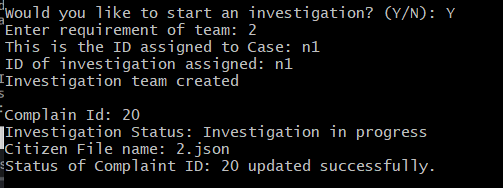 Would you like to start an investigation? (Y/N): Y
Enter requirement of team: 2
This is the ID assigned to Case: n1
ID of investigation assigned: n1
Investigation team created
Complain Id: 20
Investigation Status: Investigation in progress
Citizen File name: 2.json
Status of Complaint ID: 20 updated successfully.